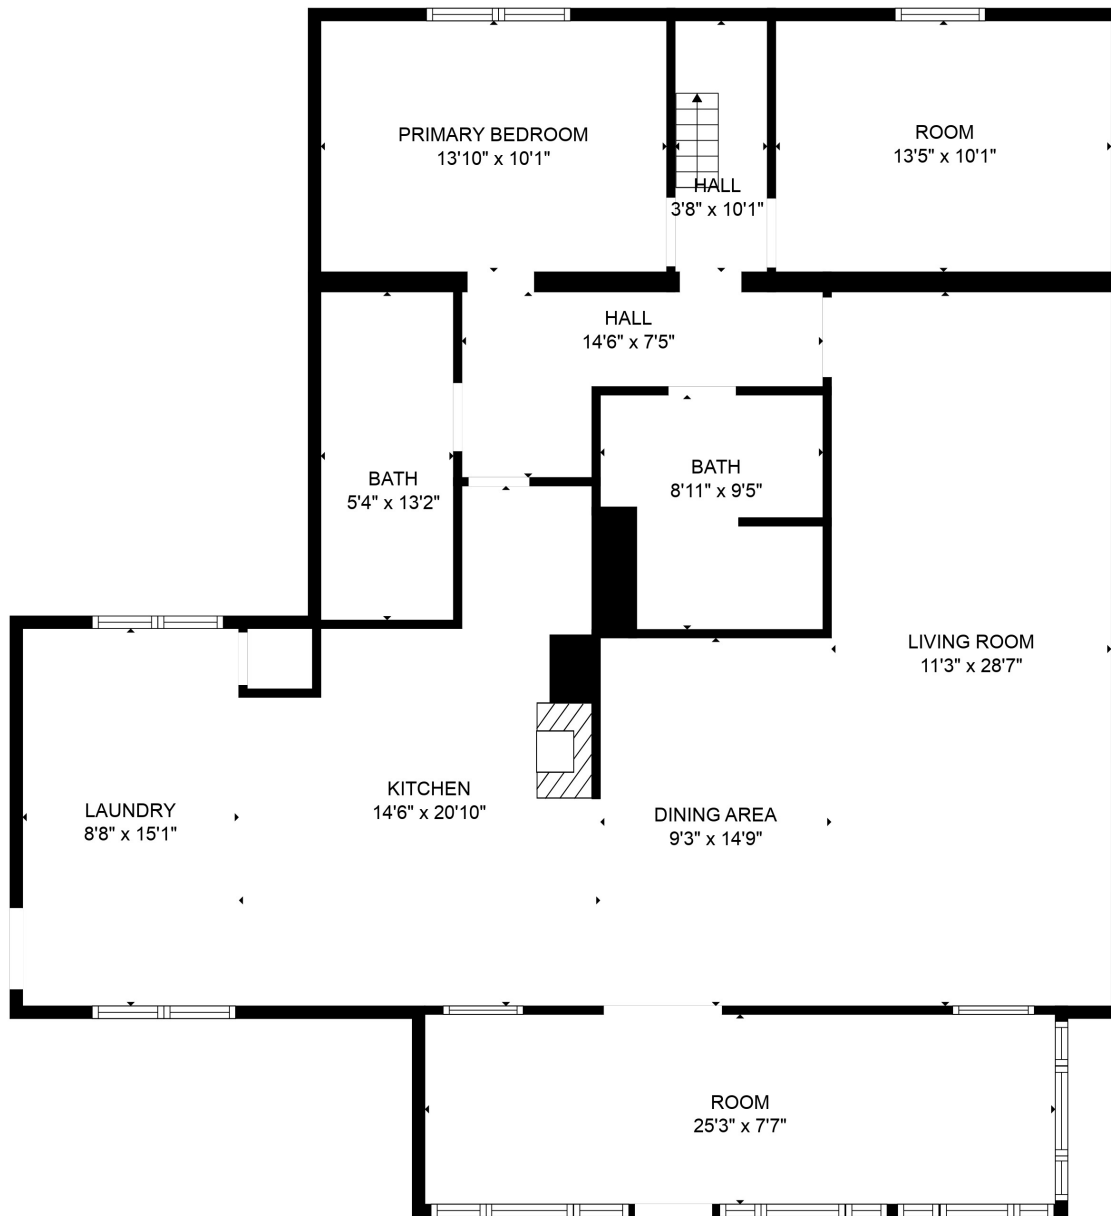 PRIMARY BEDROOM
13'10" x 10'1"
ROOM
13'5" x 10'1"
HALL
3'8" x 10'1"
HALL
14'6" x 7'5"
BATH
5'4" x 13'2"
BATH
8'11" x 9'5"
LIVING ROOM
11'3" x 28'7"
KITCHEN
14'6" x 20'10"
LAUNDRY
8'8" x 15'1"
DINING AREA
9'3" x 14'9"
ROOM
25'3" x 7'7"